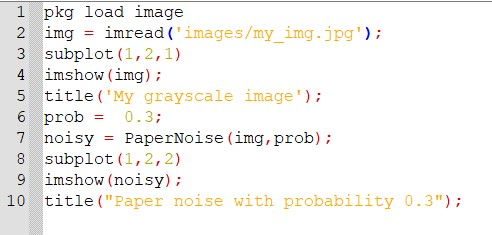 1 pkg load image
2 img = imread('images/my_img.jpg');
3 subplot(1,2,1)
4 imshow(img);
5 title('My grayscale image');
6 prob =  0.3;
7 noisy = PaperNoise(img,prob);
8 subplot(1,2,2)
9 imshow(noisy);
10 title("Paper noise with probability 0.3");